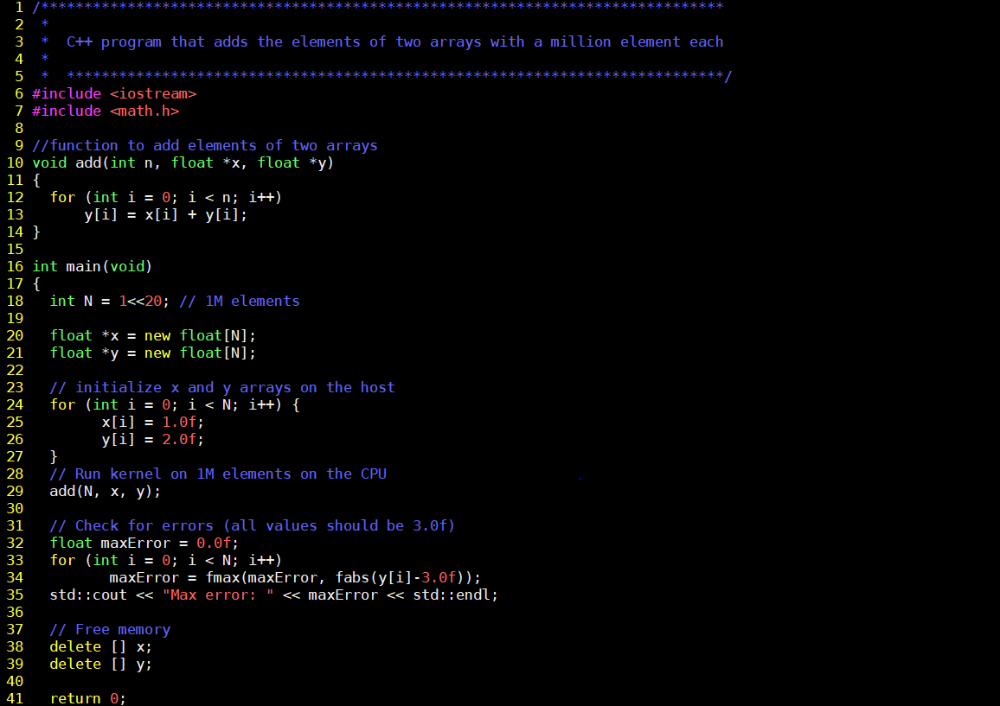 1 /*******************************************************************************
2  *
3  *  C++ program that adds the elements of two arrays with a million element each
4  *
5  *  ****************************************************************************/
6 #include <iostream>
7 #include <math.h>
8
9 //function to add elements of two arrays
10 void add(int n, float *x, float *y)
11 {
12   for (int i = 0; i < n; i++)
13       y[i] = x[i] + y[i];
14 }
15
16 int main(void)
17 {
18   int N = 1<<20; // 1M elements
19
20   float *x = new float[N];
21   float *y = new float[N];
22
23   // initialize x and y arrays on the host
24   for (int i = 0; i < N; i++) {
25         x[i] = 1.0f;
26         y[i] = 2.0f;
27   }
28   // Run kernel on 1M elements on the CPU
29   add(N, x, y);
30
31   // Check for errors (all values should be 3.0f)
32   float maxError = 0.0f;
33   for (int i = 0; i < N; i++)
34          maxError = fmax(maxError, fabs(y[i]-3.0f));
35   std::cout << "Max error: " << maxError << std::endl;
36
37   // Free memory
38   delete [] x;
39   delete [] y;
40
41   return 0;